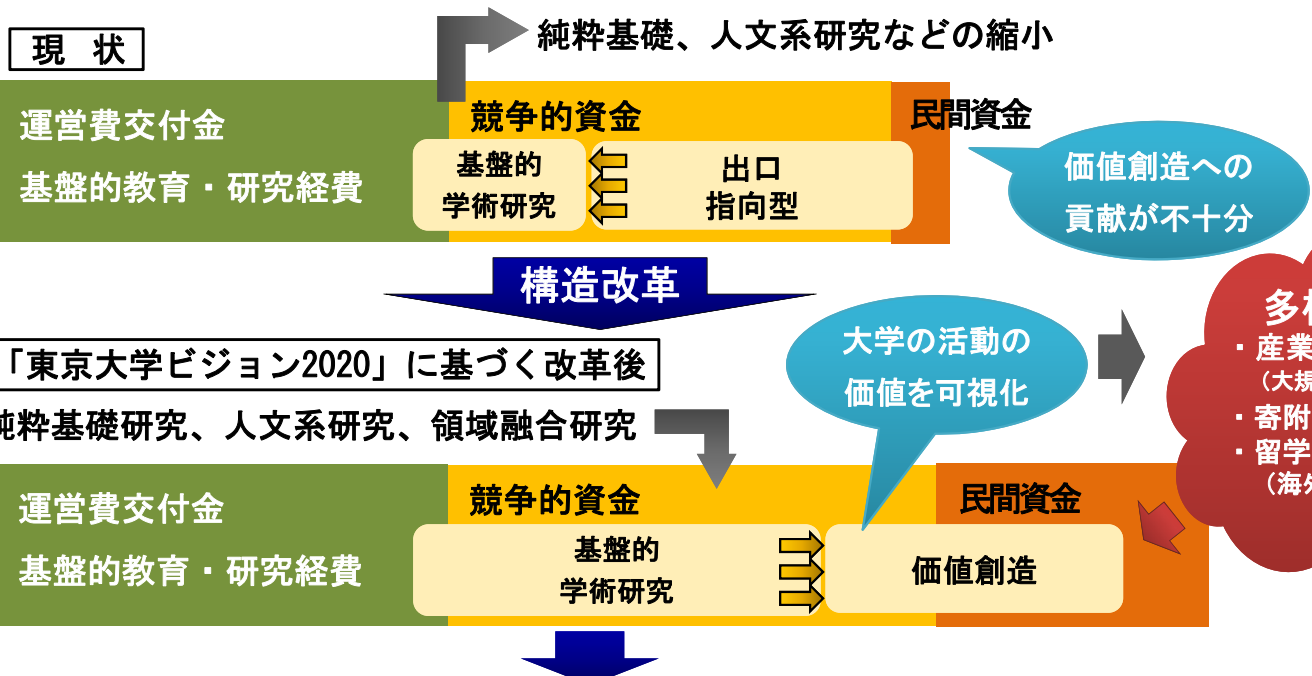 現 状
純粋基礎、人文系研究などの縮小
運営費交付金
基盤的教育・研究経費
競争的資金
基盤的
学術研究
出口
指向型
民間資金
価値創造への
貢献が不十分
構造改革
「東京大学ビジョン2020」に基づく改革後
純粋基礎研究、人文系研究、領域融合研究
大学の活動の
価値を可視化
多
・産業
（大規
・寄附
・留学
（海外
運営費交付金
基盤的教育・研究経費
競争的資金
基盤的
学術研究
価値創造
民間資金